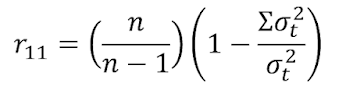 r₁₁ = (n / (n − 1)) (1 − Σσₜ² / σₜ²)